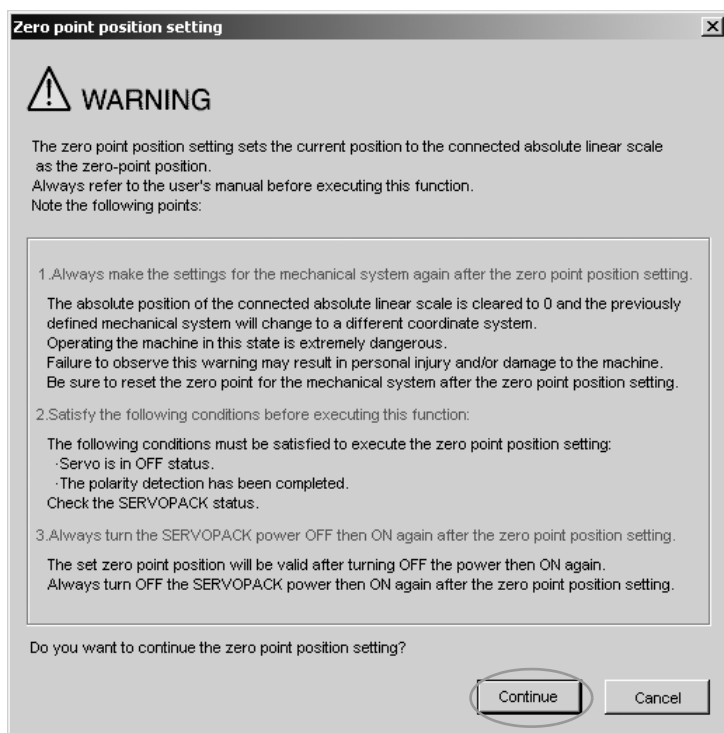 Zero point position setting
WARNING
The zero point position setting sets the current position to the connected absolute linear scale
as the zero-point position.
Always refer to the user's manual before executing this function.
Note the following points:
1.Always make the settings for the mechanical system again after the zero point position setting.
The absolute position of the connected absolute linear scale is cleared to 0 and the previously
defined mechanical system will change to a different coordinate system.
Operating the machine in this state is extremely dangerous.
Failure to observe this warning may result in personal injury and/or damage to the machine.
Be sure to reset the zero point for the mechanical system after the zero point position setting.
2.Satisfy the following conditions before executing this function:
The following conditions must be satisfied to execute the zero point position setting:
·Servo is in OFF status.
·The polarity detection has been completed.
Check the SERVOPACK status.
3.Always turn the SERVOPACK power OFF then ON again after the zero point position setting.
The set zero point position will be valid after turning OFF the power then ON again.
Always turn OFF the SERVOPACK power then ON again after the zero point position setting.
Do you want to continue the zero point position setting?
Continue
Cancel